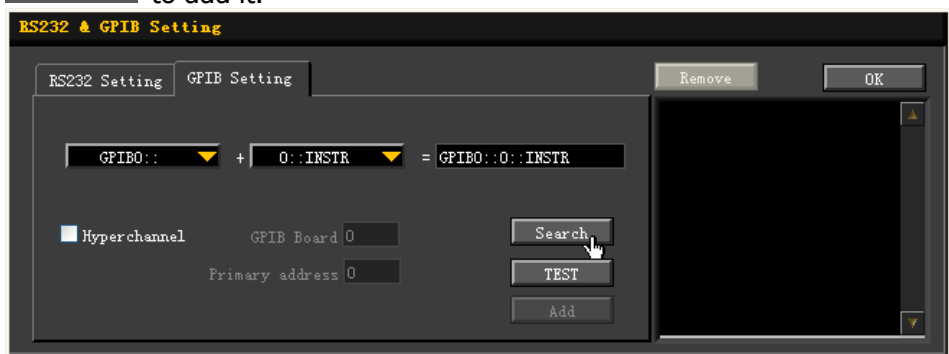 to add it.
RS232 & GPIB Setting
RS232 Setting GPIB Setting Remove OK
GPIB0:: + 0::INSTR = GPIB0::0::INSTR
Hyperchannel GPIB Board 0 Search
Primary address 0 TEST
Add